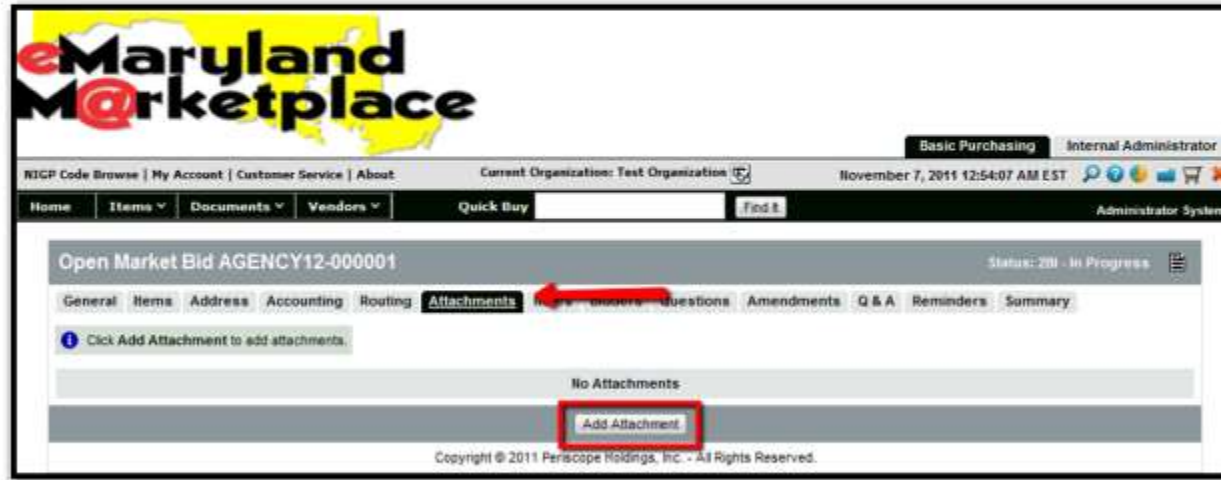 eMaryland
M@rketplace
Basic Purchasing Internal Administrator
NIGP Code Browse | My Account | Customer Service | About Current Organization: Test Organization November 7, 2011 12:54:07 AM EST
Home Items Documents Vendors Quick Buy Find It Administrator System
Open Market Bid AGENCY12-000001 Status: 2BI - In Progress
General Items Address Accounting Routing Attachments Questions Amendments Q & A Reminders Summary
Click Add Attachment to add attachments.
No Attachments
Add Attachment
Copyright © 2011 Periscope Holdings, Inc. - All Rights Reserved.